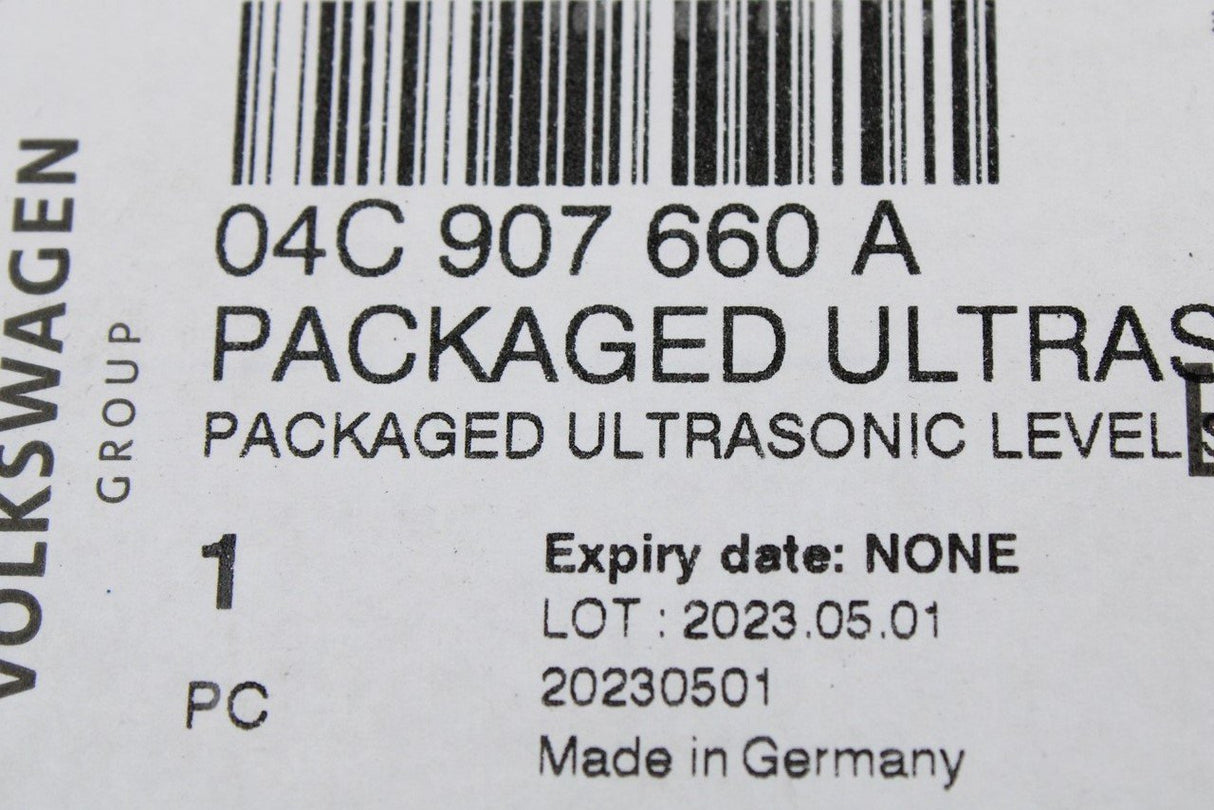 VOLKSWAGEN
GROUP
04C 907 660 A
PACKAGED ULTRAS
PACKAGED ULTRASONIC LEVEL S
1
PC
Expiry date: NONE
LOT : 2023.05.01
20230501
Made in Germany